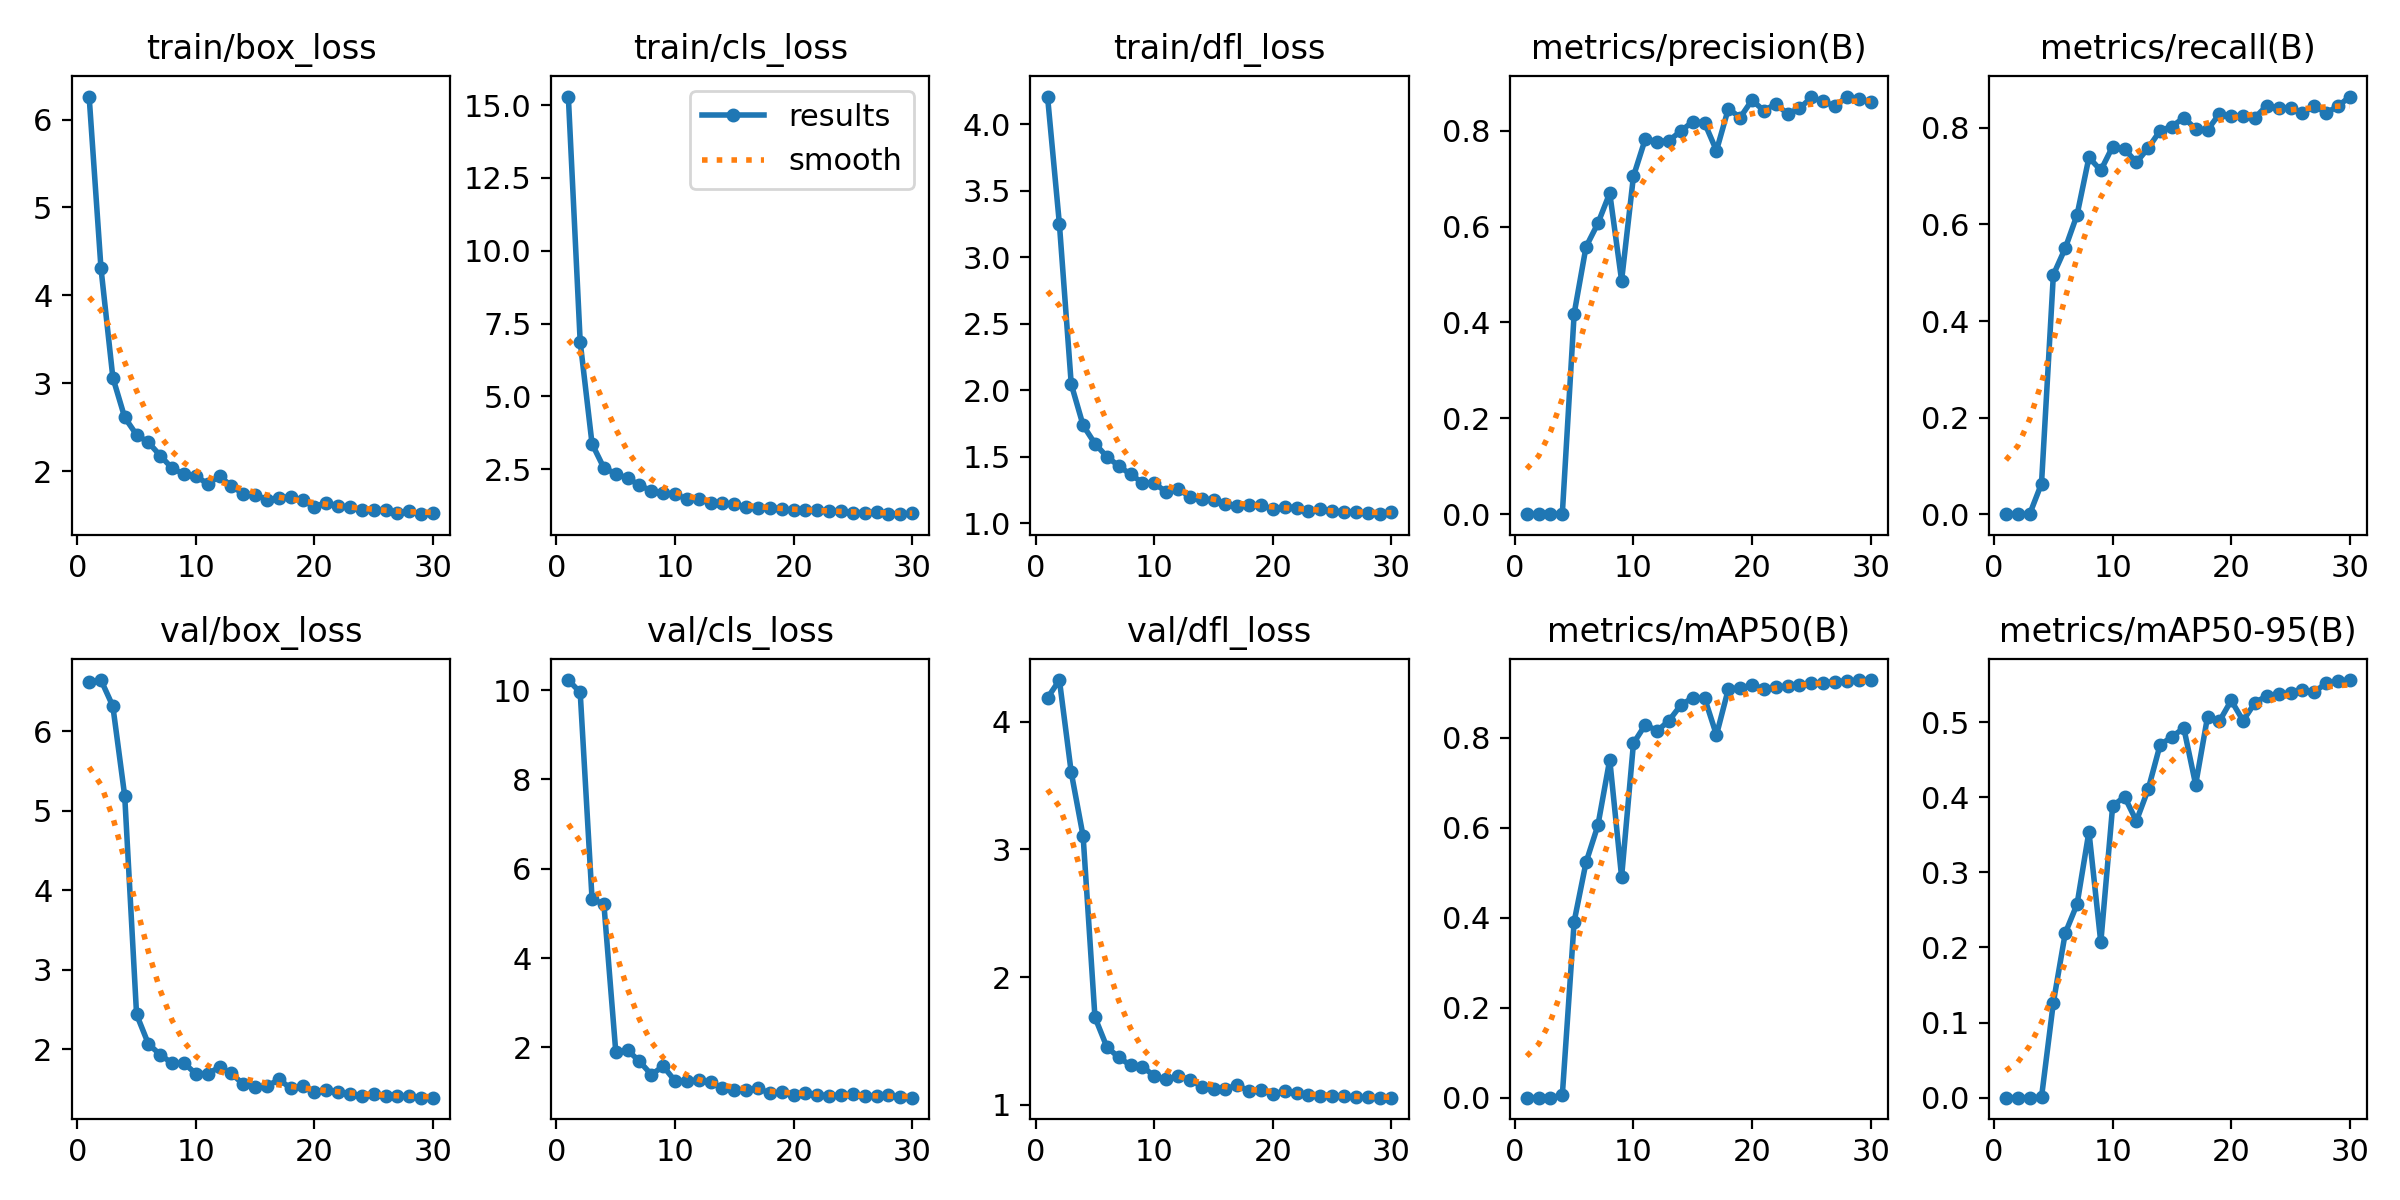 train/box_loss
6
5
4
3
2
0 10 20 30
train/cls_loss
results
smooth
15.0
12.5
10.0
7.5
5.0
2.5
0 10 20 30
train/dfl_loss
4.0
3.5
3.0
2.5
2.0
1.5
1.0
0 10 20 30
metrics/precision(B)
0.8
0.6
0.4
0.2
0.0
0 10 20 30
metrics/recall(B)
0.8
0.6
0.4
0.2
0.0
0 10 20 30
val/box_loss
6
5
4
3
2
0 10 20 30
val/cls_loss
10
8
6
4
2
0 10 20 30
val/dfl_loss
4
3
2
1
0 10 20 30
metrics/mAP50(B)
0.8
0.6
0.4
0.2
0.0
0 10 20 30
metrics/mAP50-95(B)
0.5
0.4
0.3
0.2
0.1
0.0
0 10 20 30